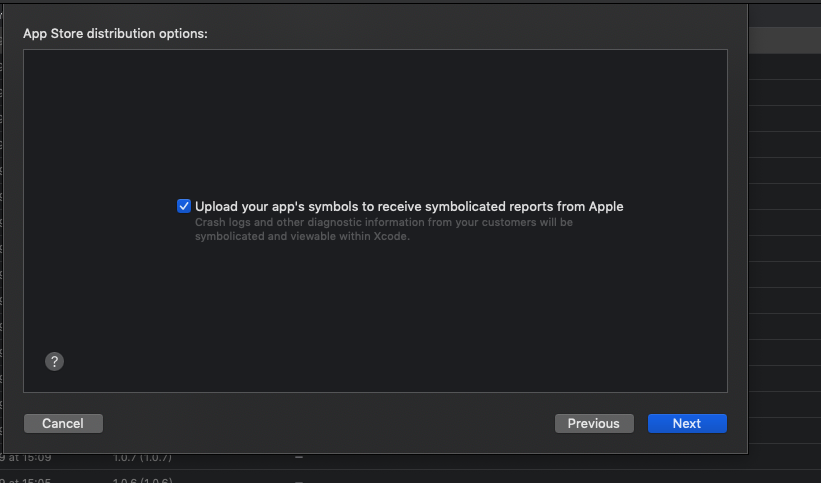 App Store distribution options:
Upload your app's symbols to receive symbolicated reports from Apple
Crash logs and other diagnostic information from your customers will be
symbolicated and viewable within Xcode.
?
Cancel
Previous
Next
9 at 15:09
1.0.7 (1.0.7)
--
9 at 15:05
1.0.6 (1.0.6)